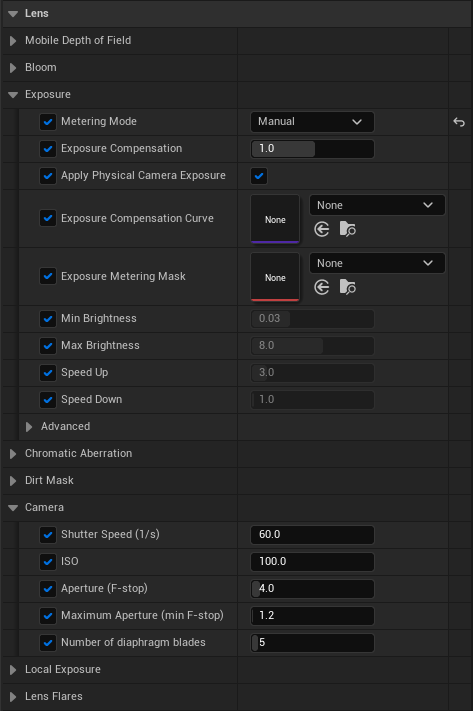 Lens
Mobile Depth of Field
Bloom
Exposure
Metering Mode Manual
Exposure Compensation 1.0
Apply Physical Camera Exposure
Exposure Compensation Curve None None
Exposure Metering Mask None None
Min Brightness 0.03
Max Brightness 8.0
Speed Up 3.0
Speed Down 1.0
Advanced
Chromatic Aberration
Dirt Mask
Camera
Shutter Speed (1/s) 60.0
ISO 100.0
Aperture (F-stop) 4.0
Maximum Aperture (min F-stop) 1.2
Number of diaphragm blades 5
Local Exposure
Lens Flares